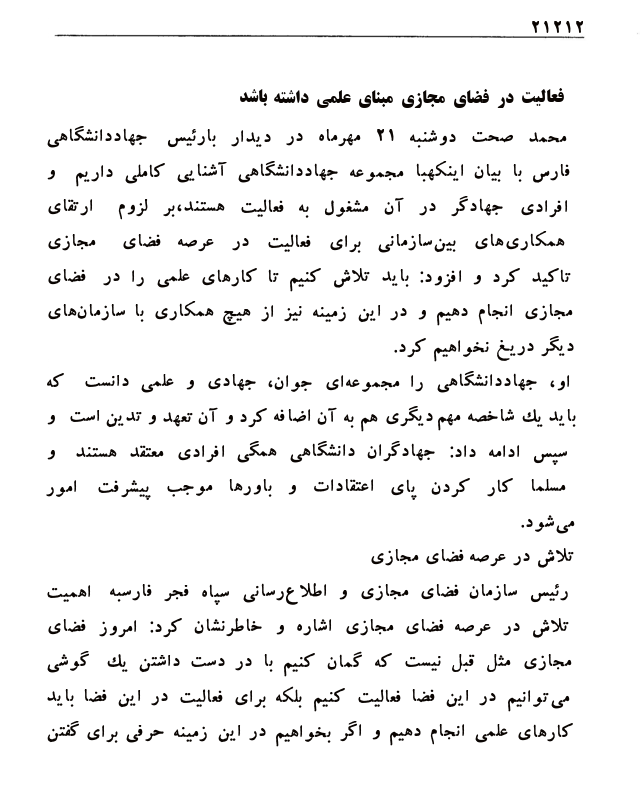 ۲۱۲۱۲
فعالیت در فضای مجازی مبنای علمی داشته باشد
محمد صحت دوشنبه ۲۱ مهرماه در دیدار بارئیس جهاددانشگاهی
فارس با بیان اینکهبا مجموعه جهاددانشگاهی آشنایی کاملی داریم و
افرادی جهادگر در آن مشغول به فعالیت هستند،بر لزوم ارتقای
همکاری‌های بین‌سازمانی برای فعالیت در عرصه فضای مجازی
تاکید کرد و افزود: باید تلاش کنیم تا کارهای علمی را در فضای
مجازی انجام دهیم و در این زمینه نیز از هیچ همکاری با سازمان‌های
دیگر دریغ نخواهیم کرد.
او، جهاددانشگاهی را مجموعه‌ای جوان، جهادی و علمی دانست که
باید یك شاخصه مهم دیگری هم به آن اضافه کرد و آن تعهد و تدین است و
سپس ادامه داد: جهادگران دانشگاهی همگی افرادی معتقد هستند و
مسلما کار کردن پای اعتقادات و باورها موجب پیشرفت امور
می‌شود.
تلاش در عرصه فضای مجازی
رئیس سازمان فضای مجازی و اطلاع‌رسانی سپاه فجر فارسبه اهمیت
تلاش در عرصه فضای مجازی اشاره و خاطرنشان کرد: امروز فضای
مجازی مثل قبل نیست که گمان کنیم با در دست داشتن یك گوشی
می‌توانیم در این فضا فعالیت کنیم بلکه برای فعالیت در این فضا باید
کارهای علمی انجام دهیم و اگر بخواهیم در این زمینه حرفی برای گفتن